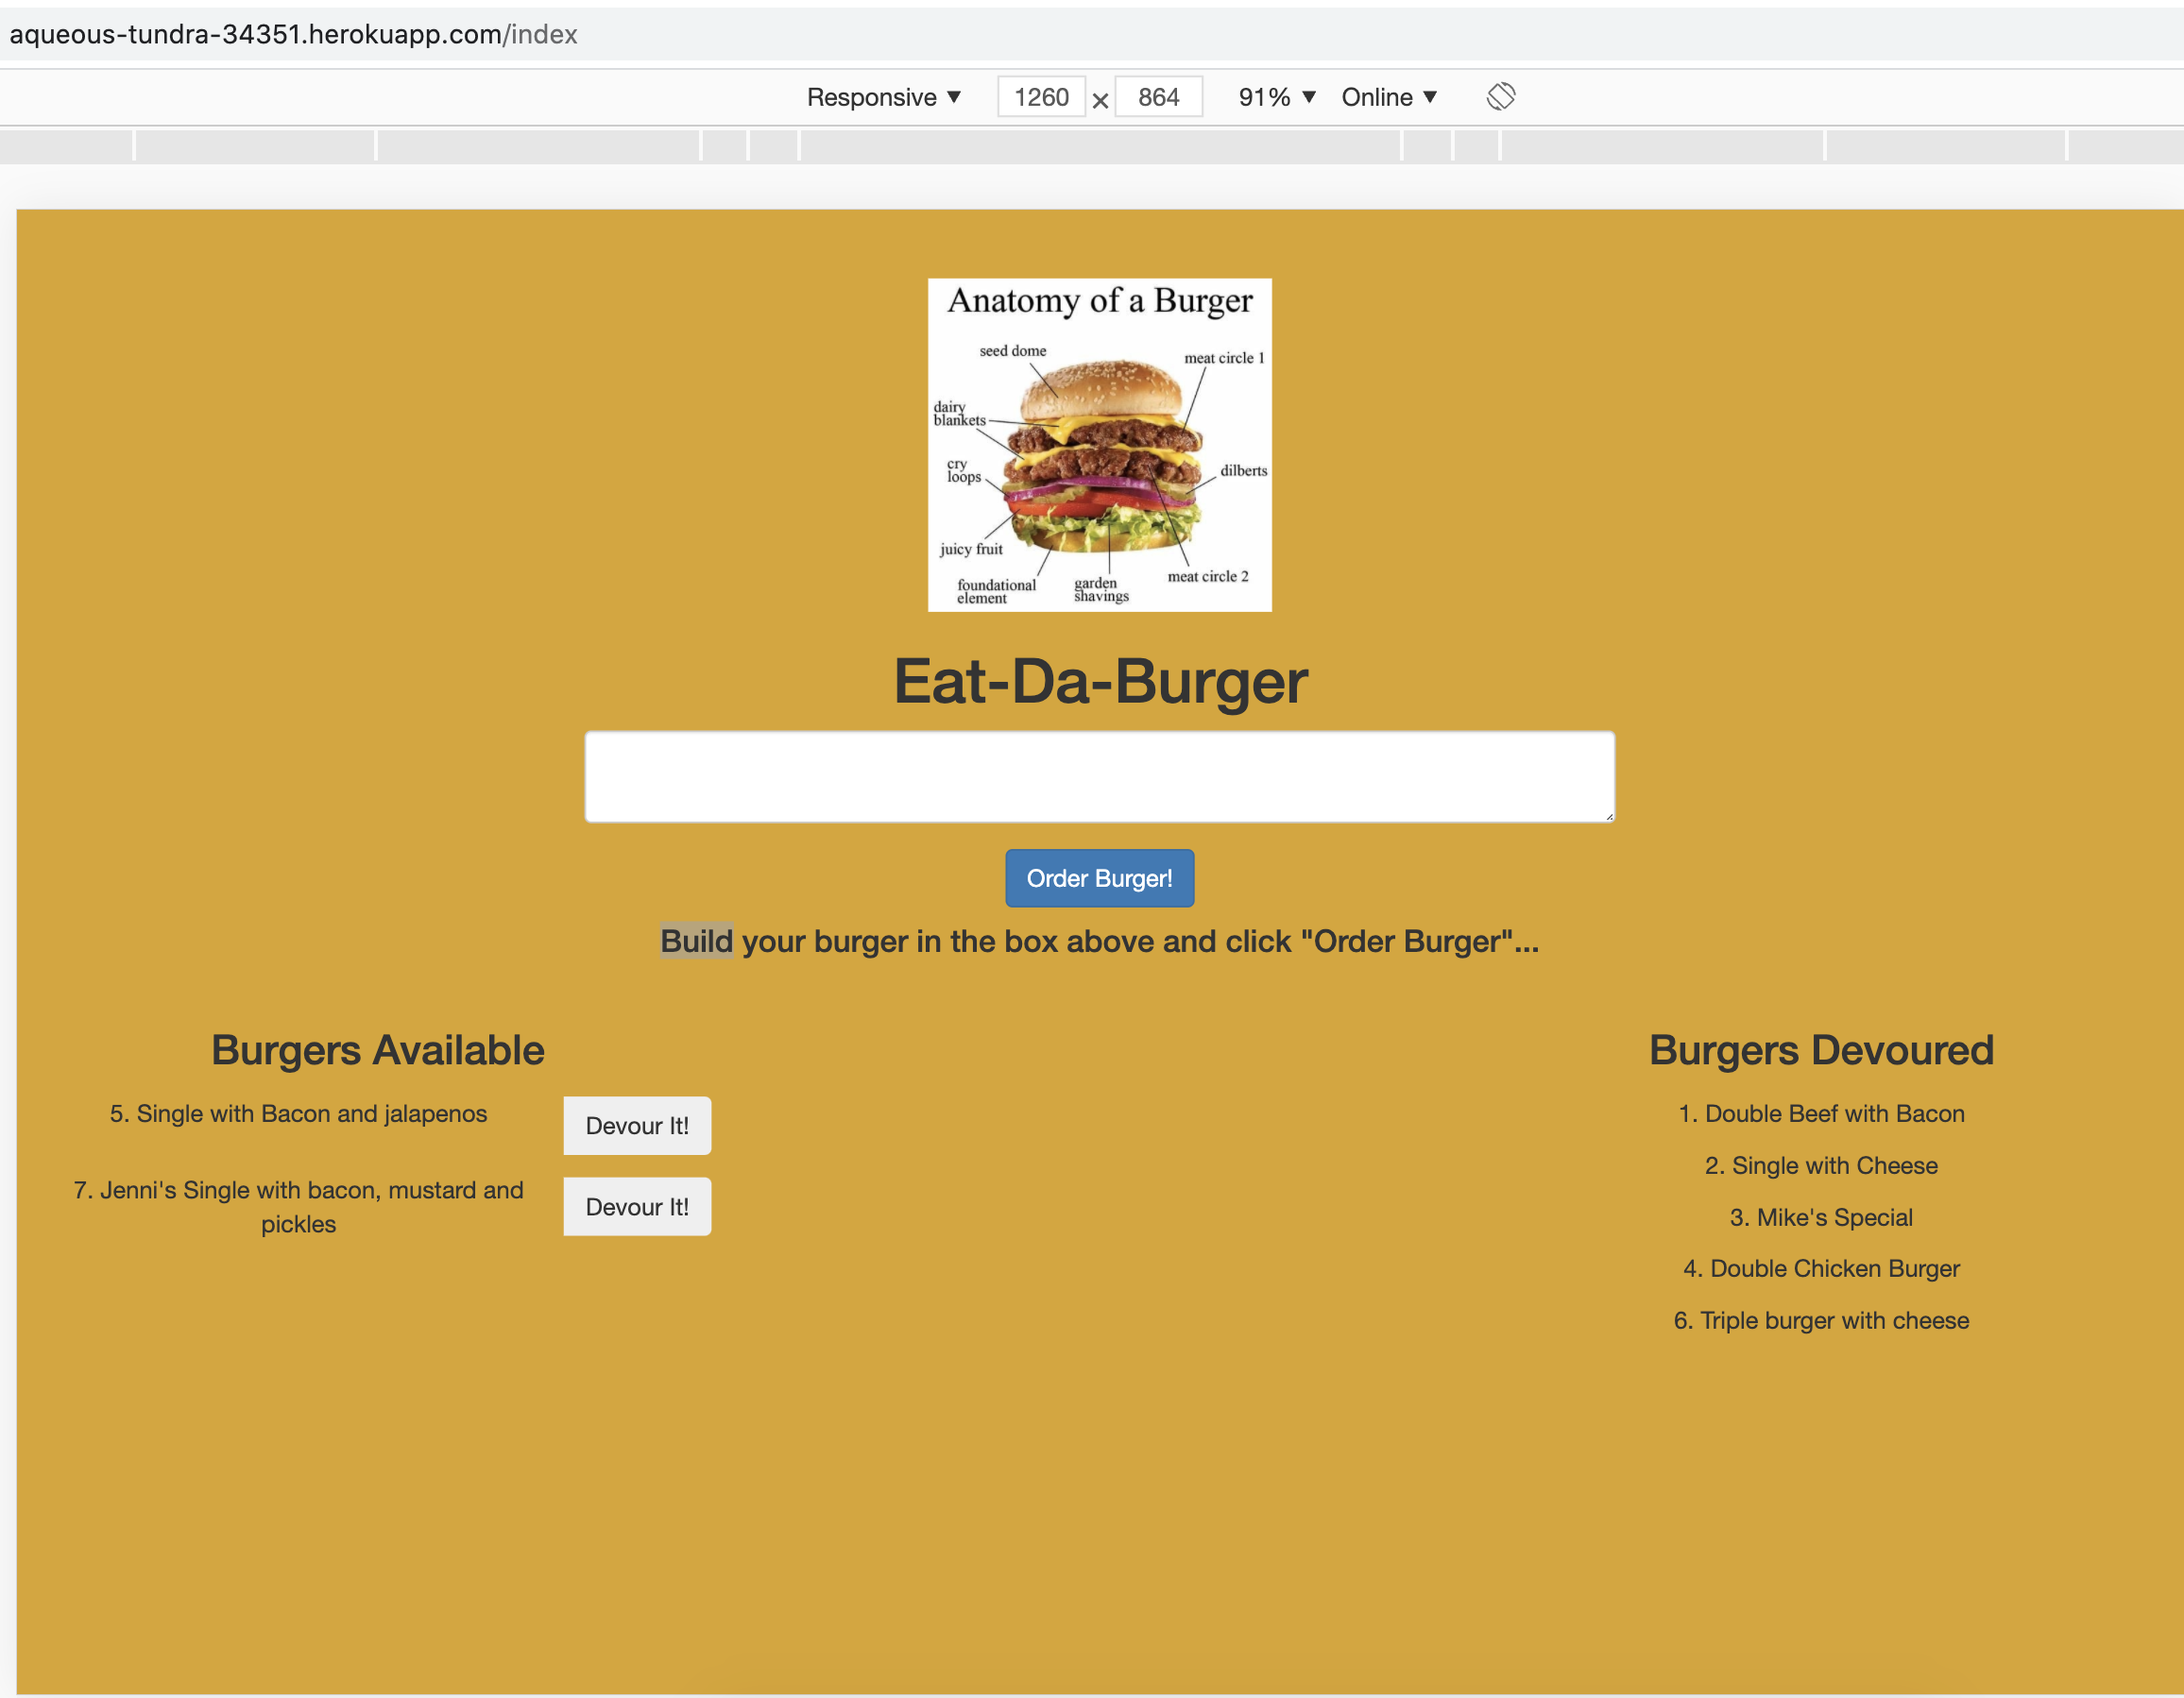 aqueous-tundra-34351.herokuapp.com/index
Responsive ▼ 1260 × 864 91% ▼ Online ▼
Anatomy of a Burger
seed dome
meat circle 1
dairy
blankets
cry
loops
dilberts
juicy fruit
foundational
element
garden
shavings
meat circle 2
Eat-Da-Burger
Order Burger!
Build your burger in the box above and click "Order Burger"...
Burgers Available
5. Single with Bacon and jalapenos
Devour It!
7. Jenni's Single with bacon, mustard and
pickles
Devour It!
Burgers Devoured
1. Double Beef with Bacon
2. Single with Cheese
3. Mike's Special
4. Double Chicken Burger
6. Triple burger with cheese